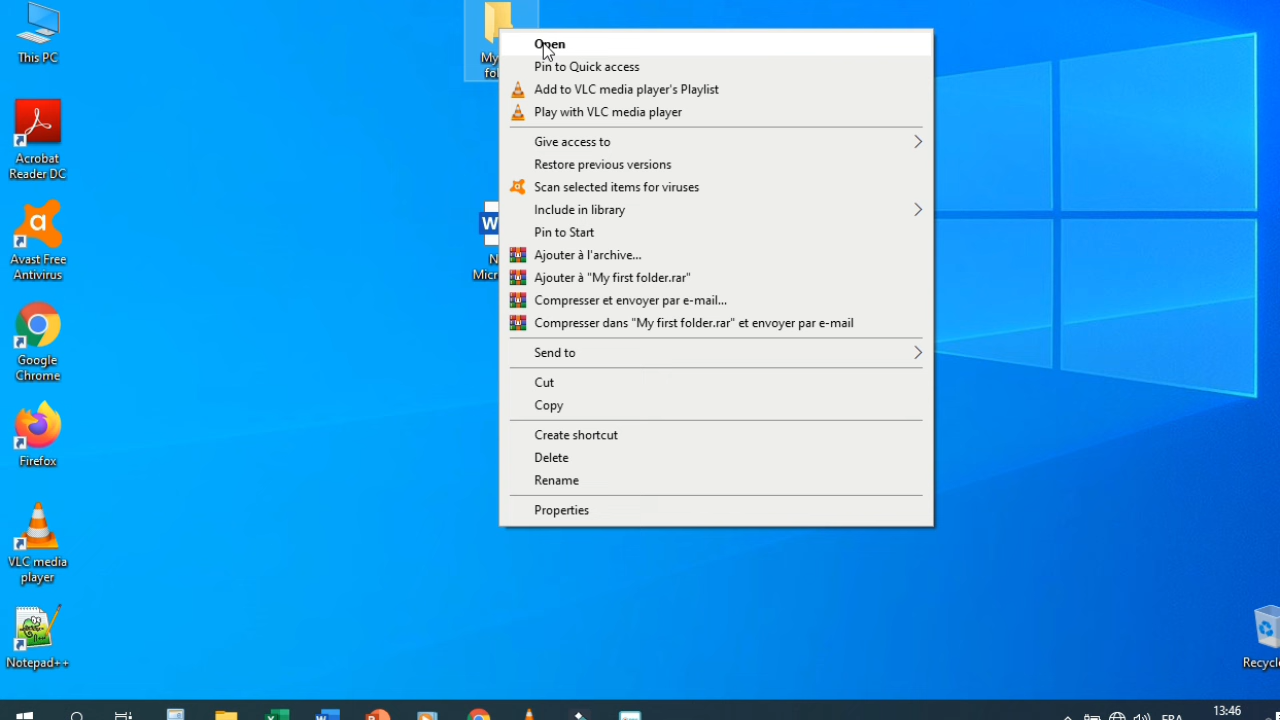 This PC
Acrobat
Reader DC
Avast Free
Antivirus
Google
Chrome
Firefox
VLC media
player
Notepad++
My
fol
N
Micr
Open
Pin to Quick access
Add to VLC media player's Playlist
Play with VLC media player
Give access to
Restore previous versions
Scan selected items for viruses
Include in library
Pin to Start
Ajouter à l'archive...
Ajouter à "My first folder.rar"
Compresser et envoyer par e-mail...
Compresser dans "My first folder.rar" et envoyer par e-mail
Send to
Cut
Copy
Create shortcut
Delete
Rename
Properties
Recycle
13:46